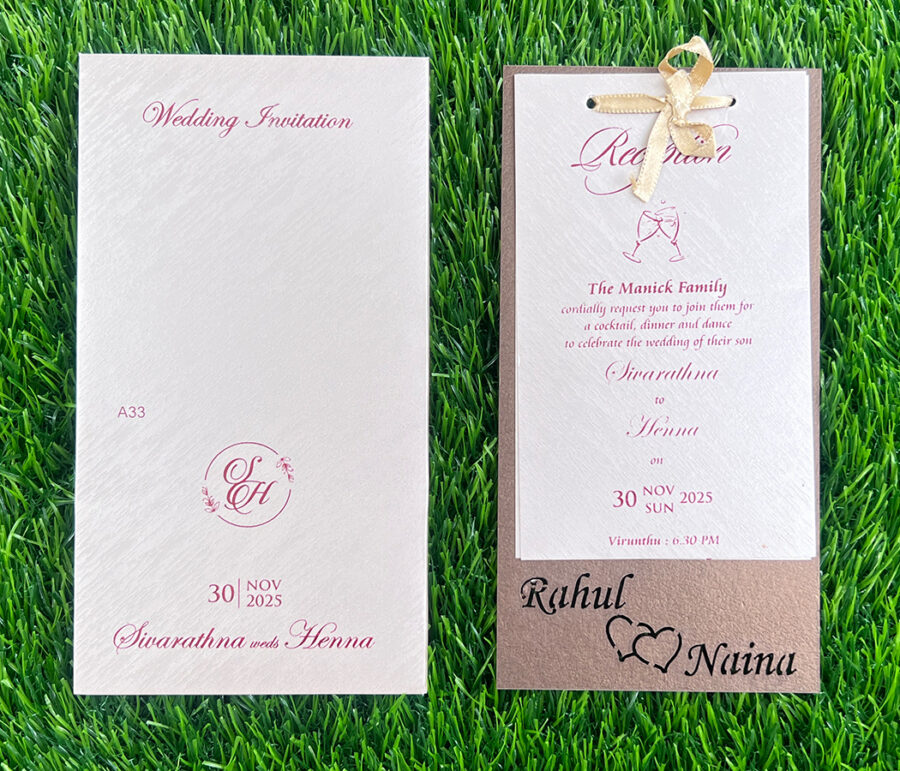 Wedding Invitation
A33
SH
30 NOV
2025
Sivarathna weds Henna
Reception
The Manick Family
cordially request you to join them for
a cocktail, dinner and dance
to celebrate the wedding of their son
Sivarathna
to
Henna
on
30 NOV 2025
SUN
Virunthu : 6.30 PM
Rahul
Naina